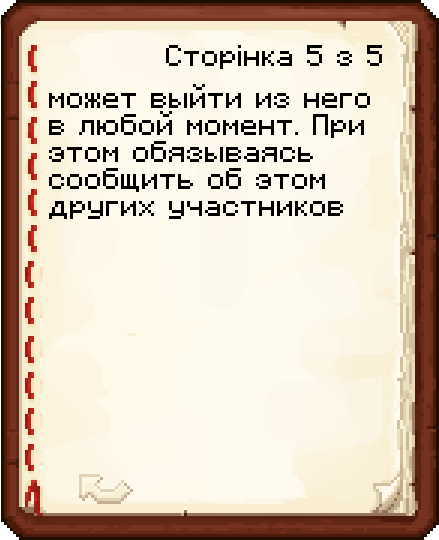 Сторінка 5 з 5
может выйти из него
в любой момент. При
этом обязываясь
сообщить об этом
других участников